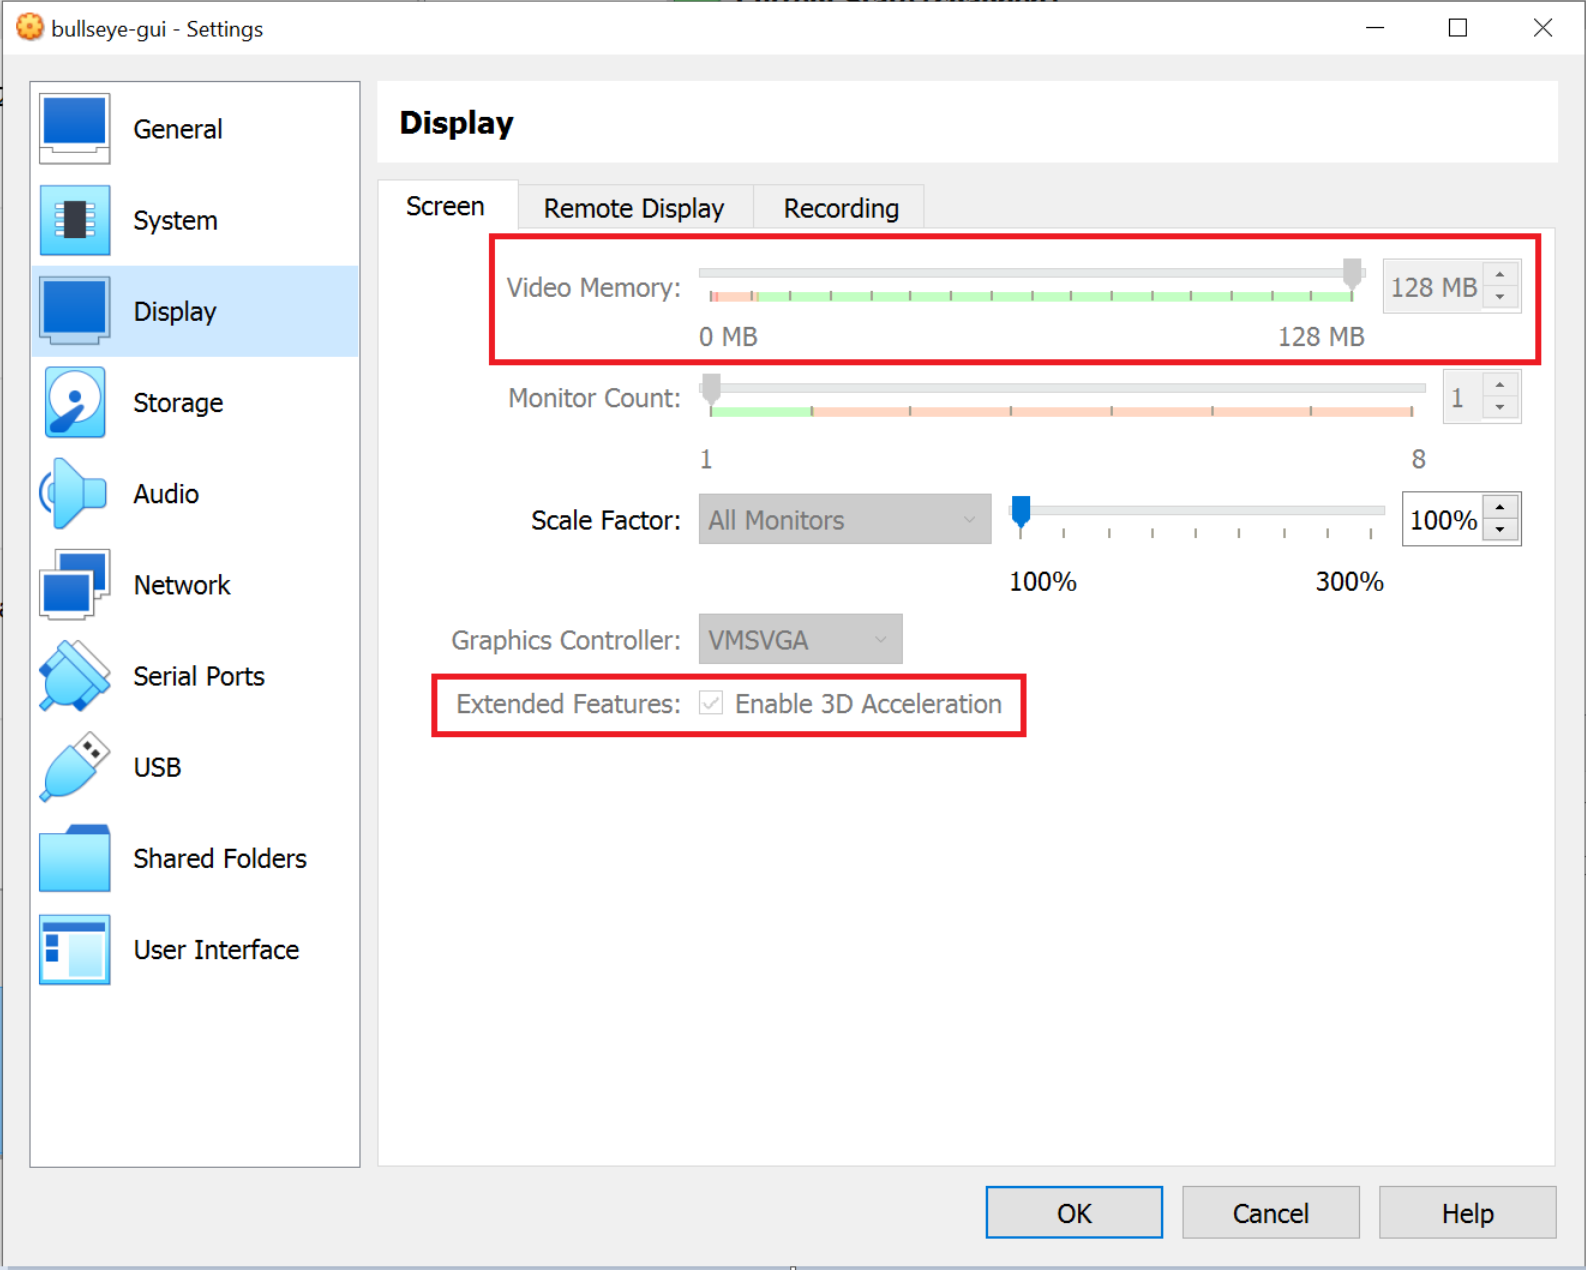 bullseye-gui - Settings
General
System
Display
Storage
Audio
Network
Serial Ports
USB
Shared Folders
User Interface
Display
Screen
Remote Display
Recording
Video Memory:
128 MB
0 MB
128 MB
Monitor Count:
1
1
8
Scale Factor:
All Monitors
100%
100%
300%
Graphics Controller:
VMSVGA
Extended Features:
Enable 3D Acceleration
OK
Cancel
Help